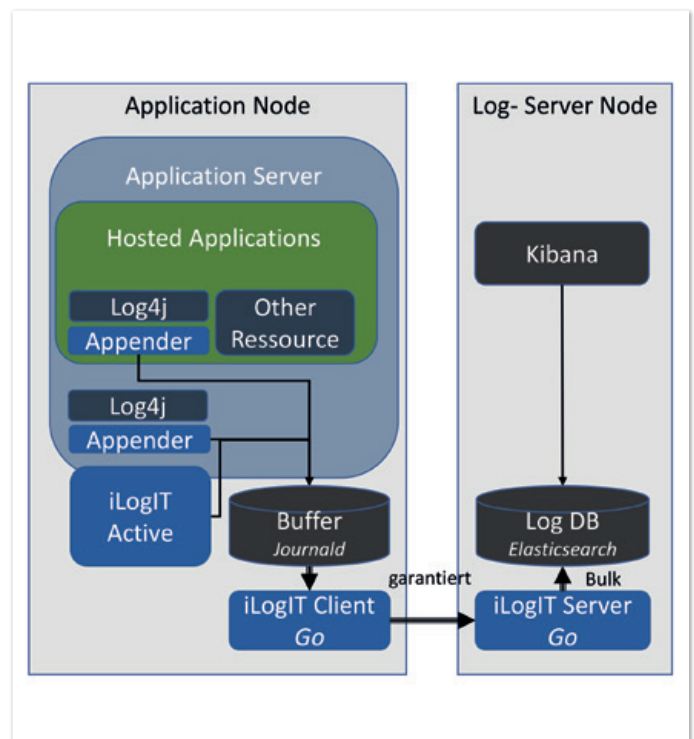 Application Node
Application Server
Hosted Applications
Log4j
Appender
Other
Ressource
Log4j
Appender
iLogIT
Active
Buffer
Journald
iLogIT Client
Go
garantiert
Log- Server Node
Kibana
Log DB
Elasticsearch
Bulk
iLogIT Server
Go